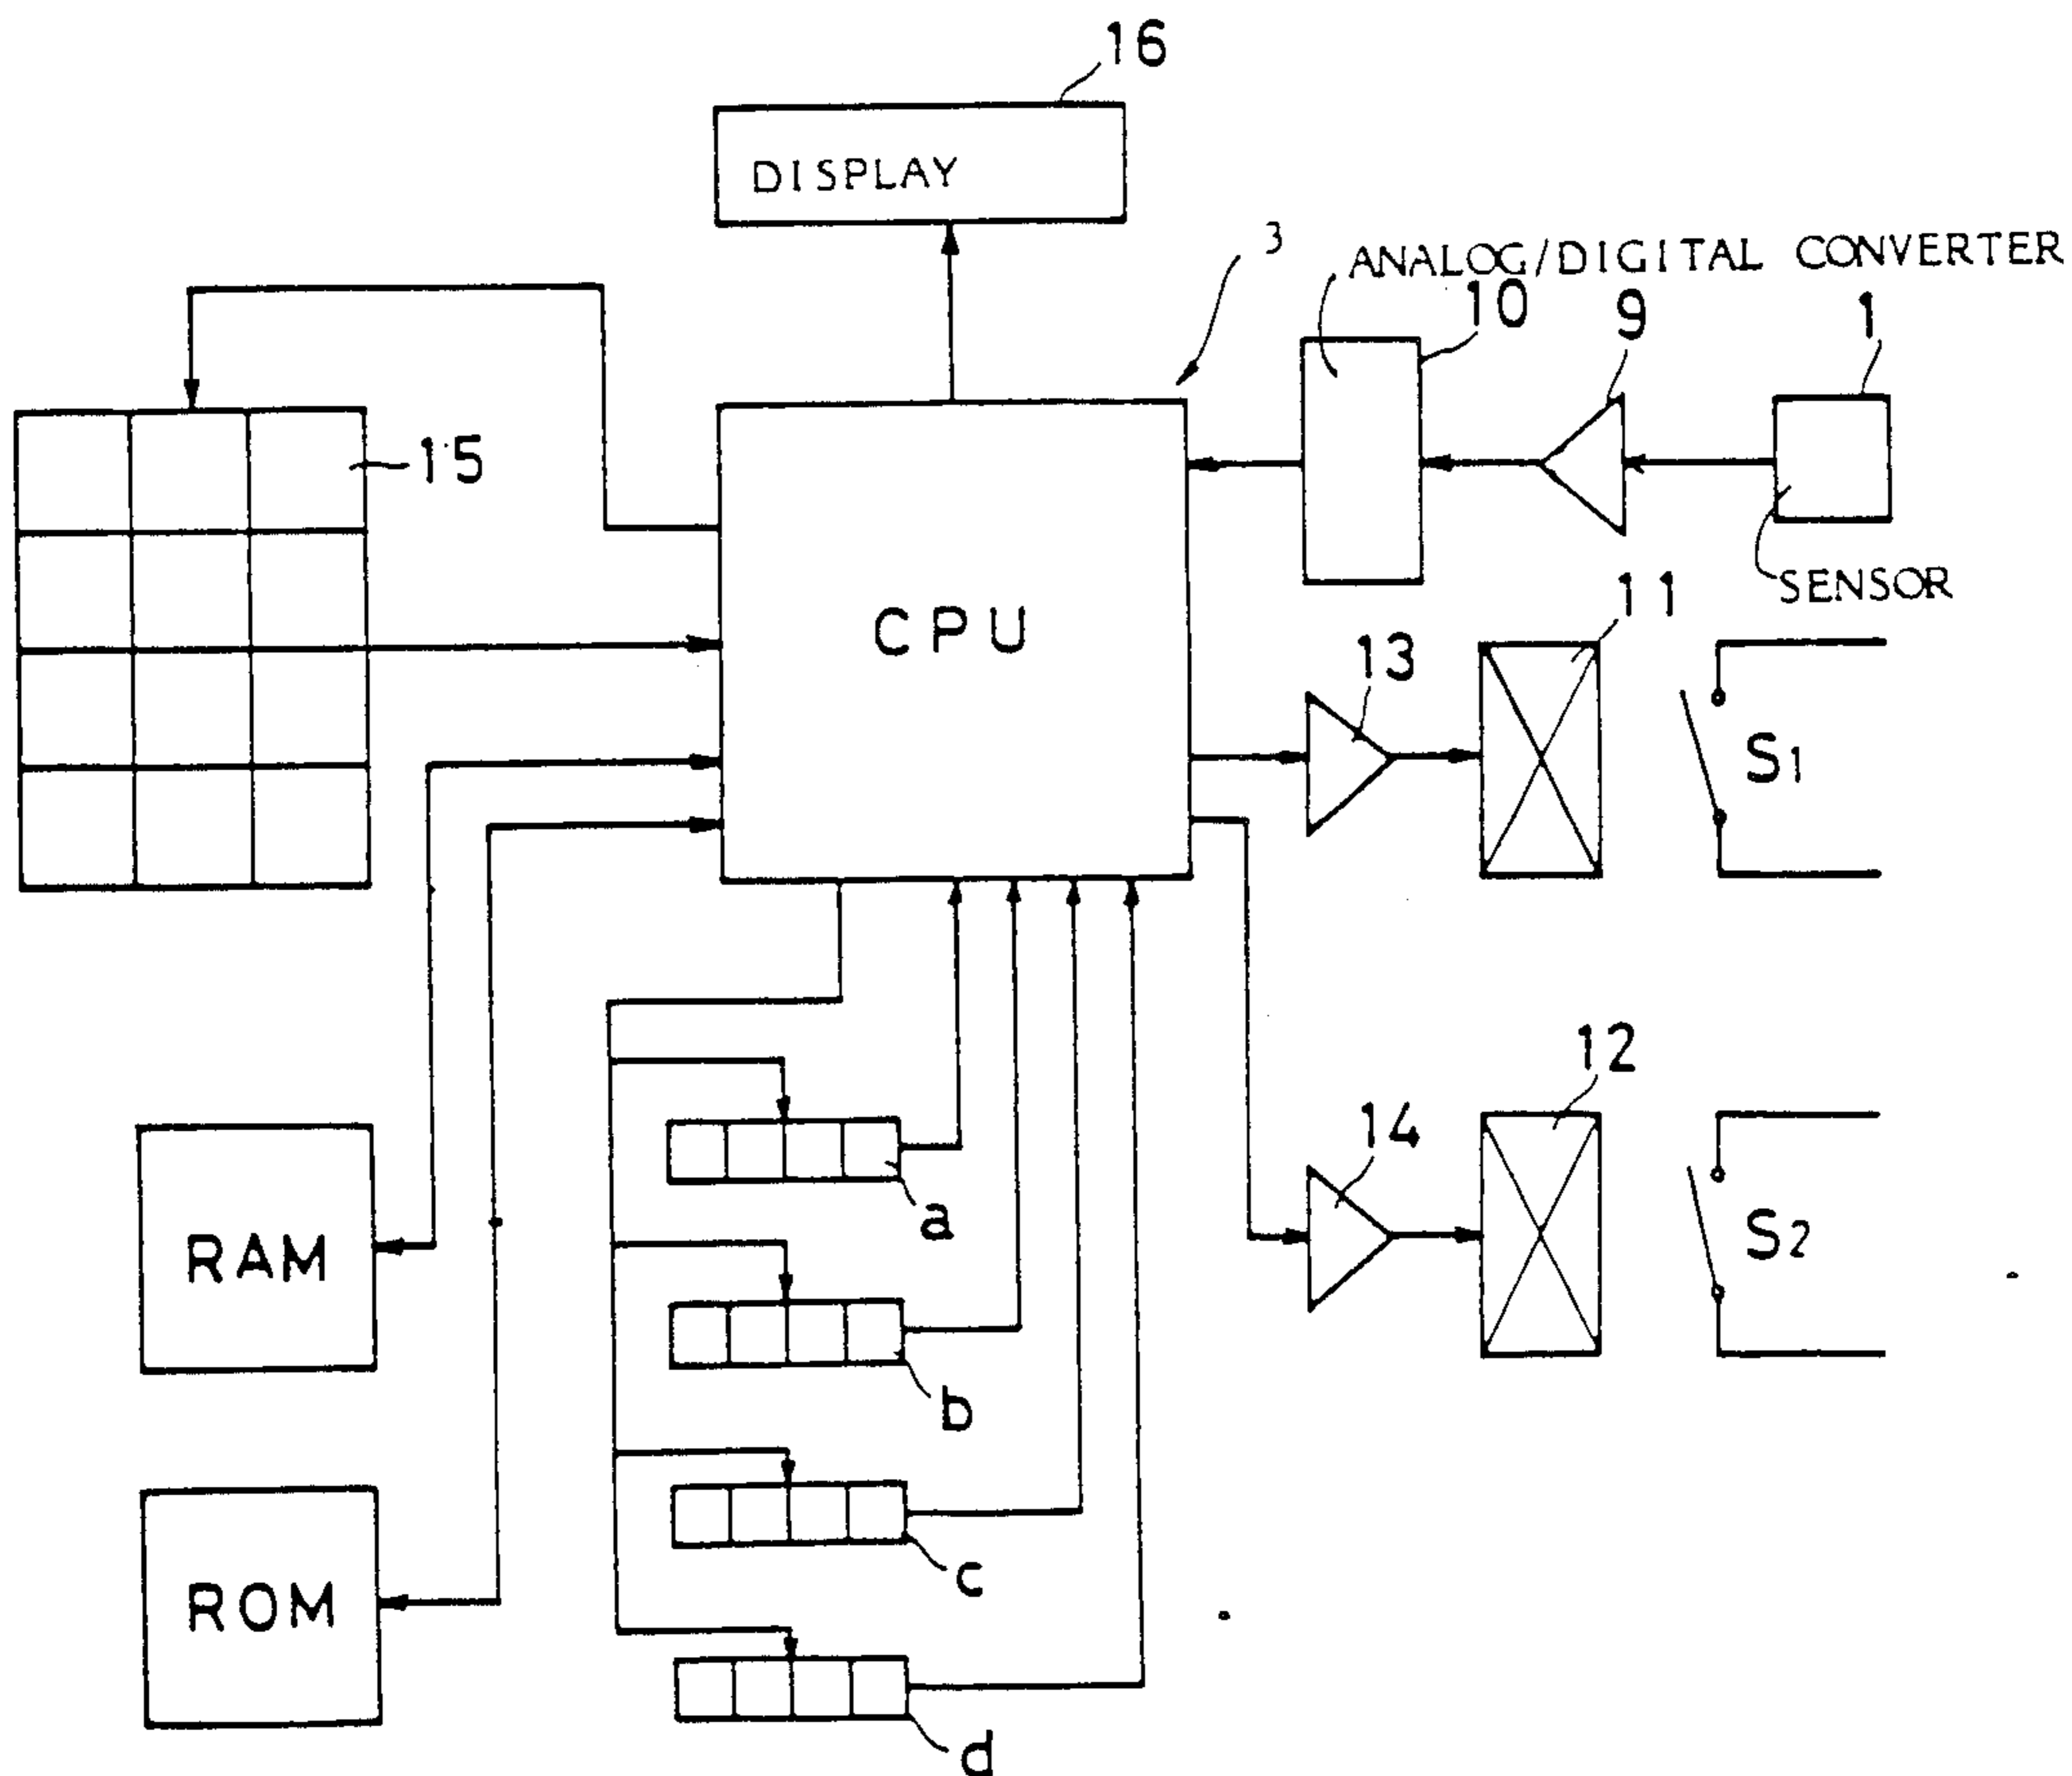 16
DISPLAY
3
ANALOG/DIGITAL CONVERTER
10
9
1
15
SENSOR
CPU
11
13
S1
12
14
a
S2
RAM
b
c
ROM
d